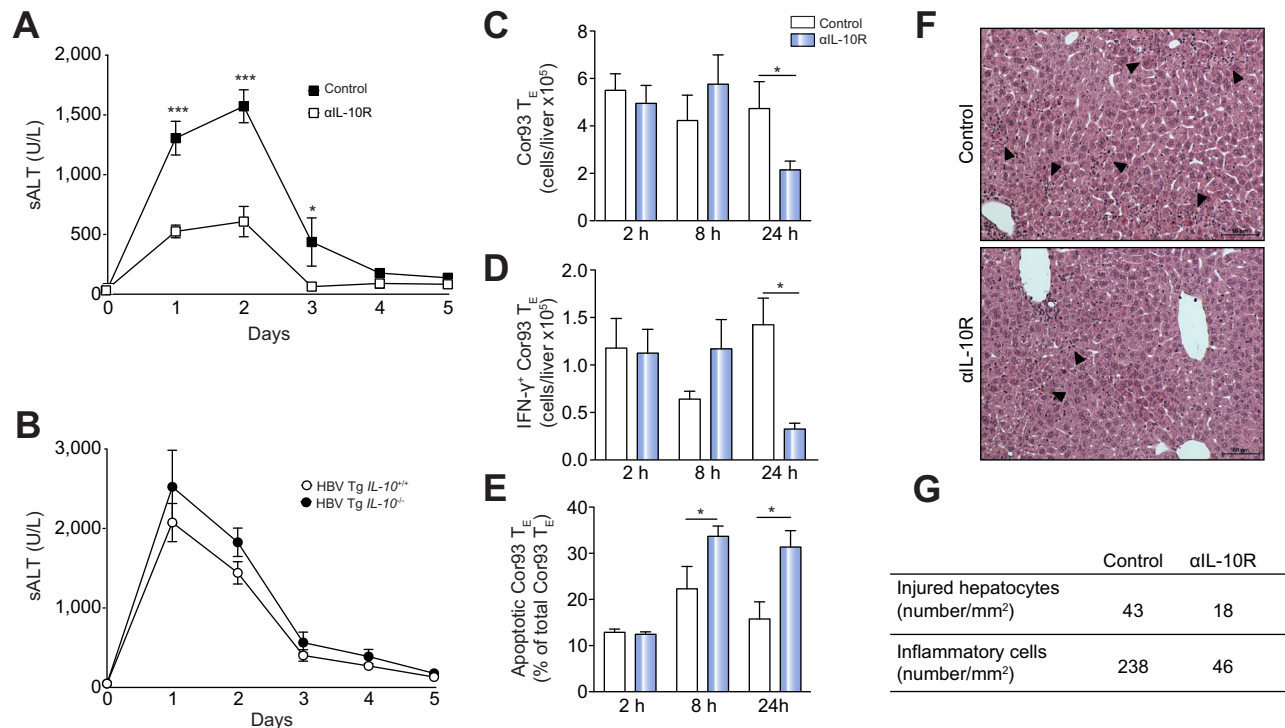 A
2,000
1,500
1,000
500
0
sALT (U/L)
***
***
*
Control
αIL-10R
0 1 2 3 4 5
Days
B
3,000
2,000
1,000
0
sALT (U/L)
HBV Tg IL-10+/+
HBV Tg IL-10-/-
0 1 2 3 4 5
Days
C
Control
αIL-10R
8
6
4
2
0
Cor93 TE
(cells/liver x10⁵)
*
2 h 8 h 24 h
D
2.0
1.5
1.0
0.5
0.0
IFN-γ⁺ Cor93 TE
(cells/liver x10⁵)
*
2 h 8 h 24 h
E
40
30
20
10
0
Apoptotic Cor93 TE
(% of total Cor93 TE)
* *
2 h 8 h 24h
F
Control
αIL-10R
G
Control αIL-10R
Injured hepatocytes
(number/mm²)
43 18
Inflammatory cells
(number/mm²)
238 46